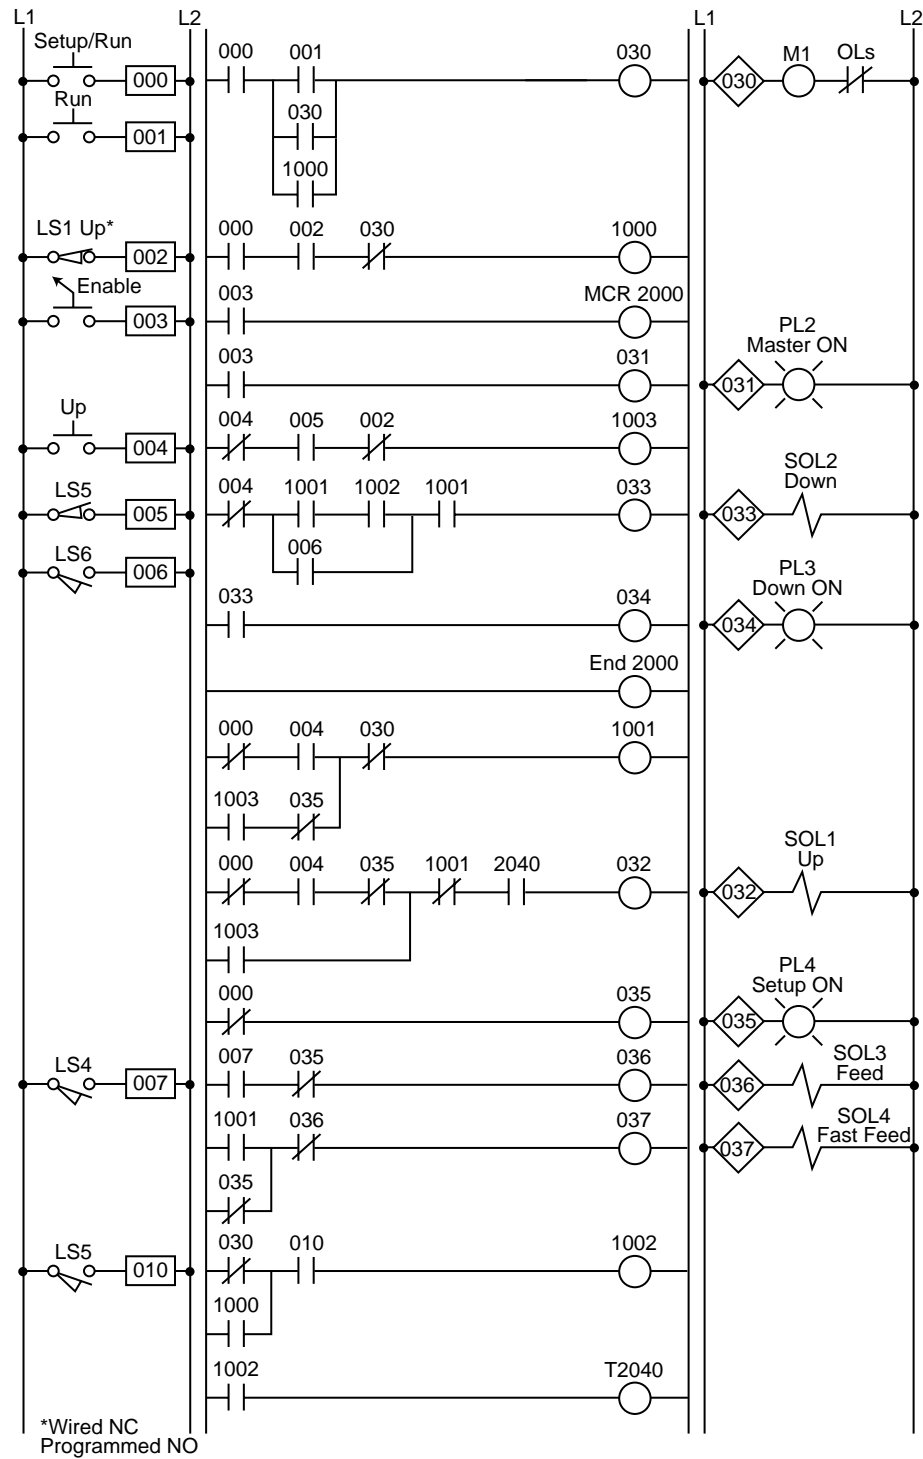 L1 L2 L1 L2
Setup/Run 000 001 030 M1 OLs
000 030
Run 030
001
1000
LS1 Up* 000 002 030 1000
002
Enable 003 MCR 2000
003
003 031 PL2
Master ON
031
Up 004 005 002 1003
004
SOL2
Down
LS5 004 1001 1002 1001 033
005 033
LS6 006
006
PL3
Down ON
033 034
034
End 2000
000 004 030 1001
1003 035
SOL1
Up
000 004 035 1001 2040 032
032
1003
PL4
Setup ON
000 035
035
LS4 007 035 036 SOL3
Feed
007 036
1001 036 037 SOL4
Fast Feed
037
035
LS5 030 010 1002
010
1000
1002 T2040
*Wired NC
Programmed NO